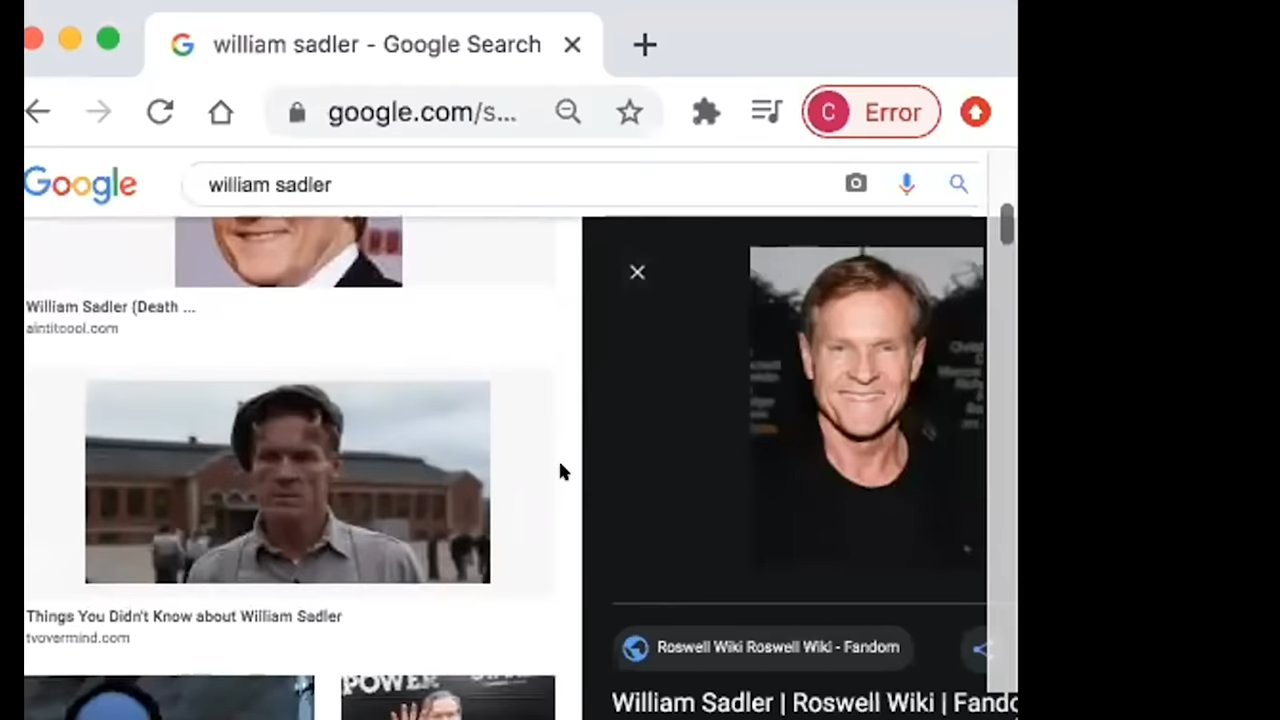 william sadler - Google Search
google.com/s...
C Error
Google
william sadler
William Sadler (Death ...
aintitcool.com
Things You Didn't Know about William Sadler
tvovermind.com
Roswell Wiki Roswell Wiki - Fandom
William Sadler | Roswell Wiki | Fando
POWER